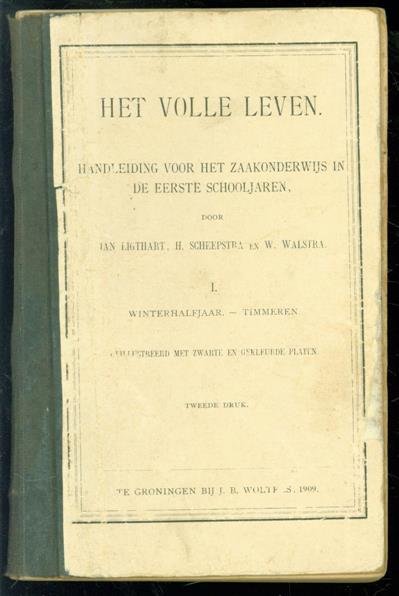 HET VOLLE LEVEN.
HANDLEIDING VOOR HET ZAAKONDERWIJS IN
DE EERSTE SCHOOLJAREN,
DOOR
JAN LIGTHART, H. SCHEEPSTRA EN W. WALSTRA.
I.
WINTERHALFJAAR. — TIMMEREN
GEÏLLUSTREERD MET ZWARTE EN GEKLEURDE PLATEN.
TWEEDE DRUK.
TE GRONINGEN BIJ J. B. WOLTERS, 1909.